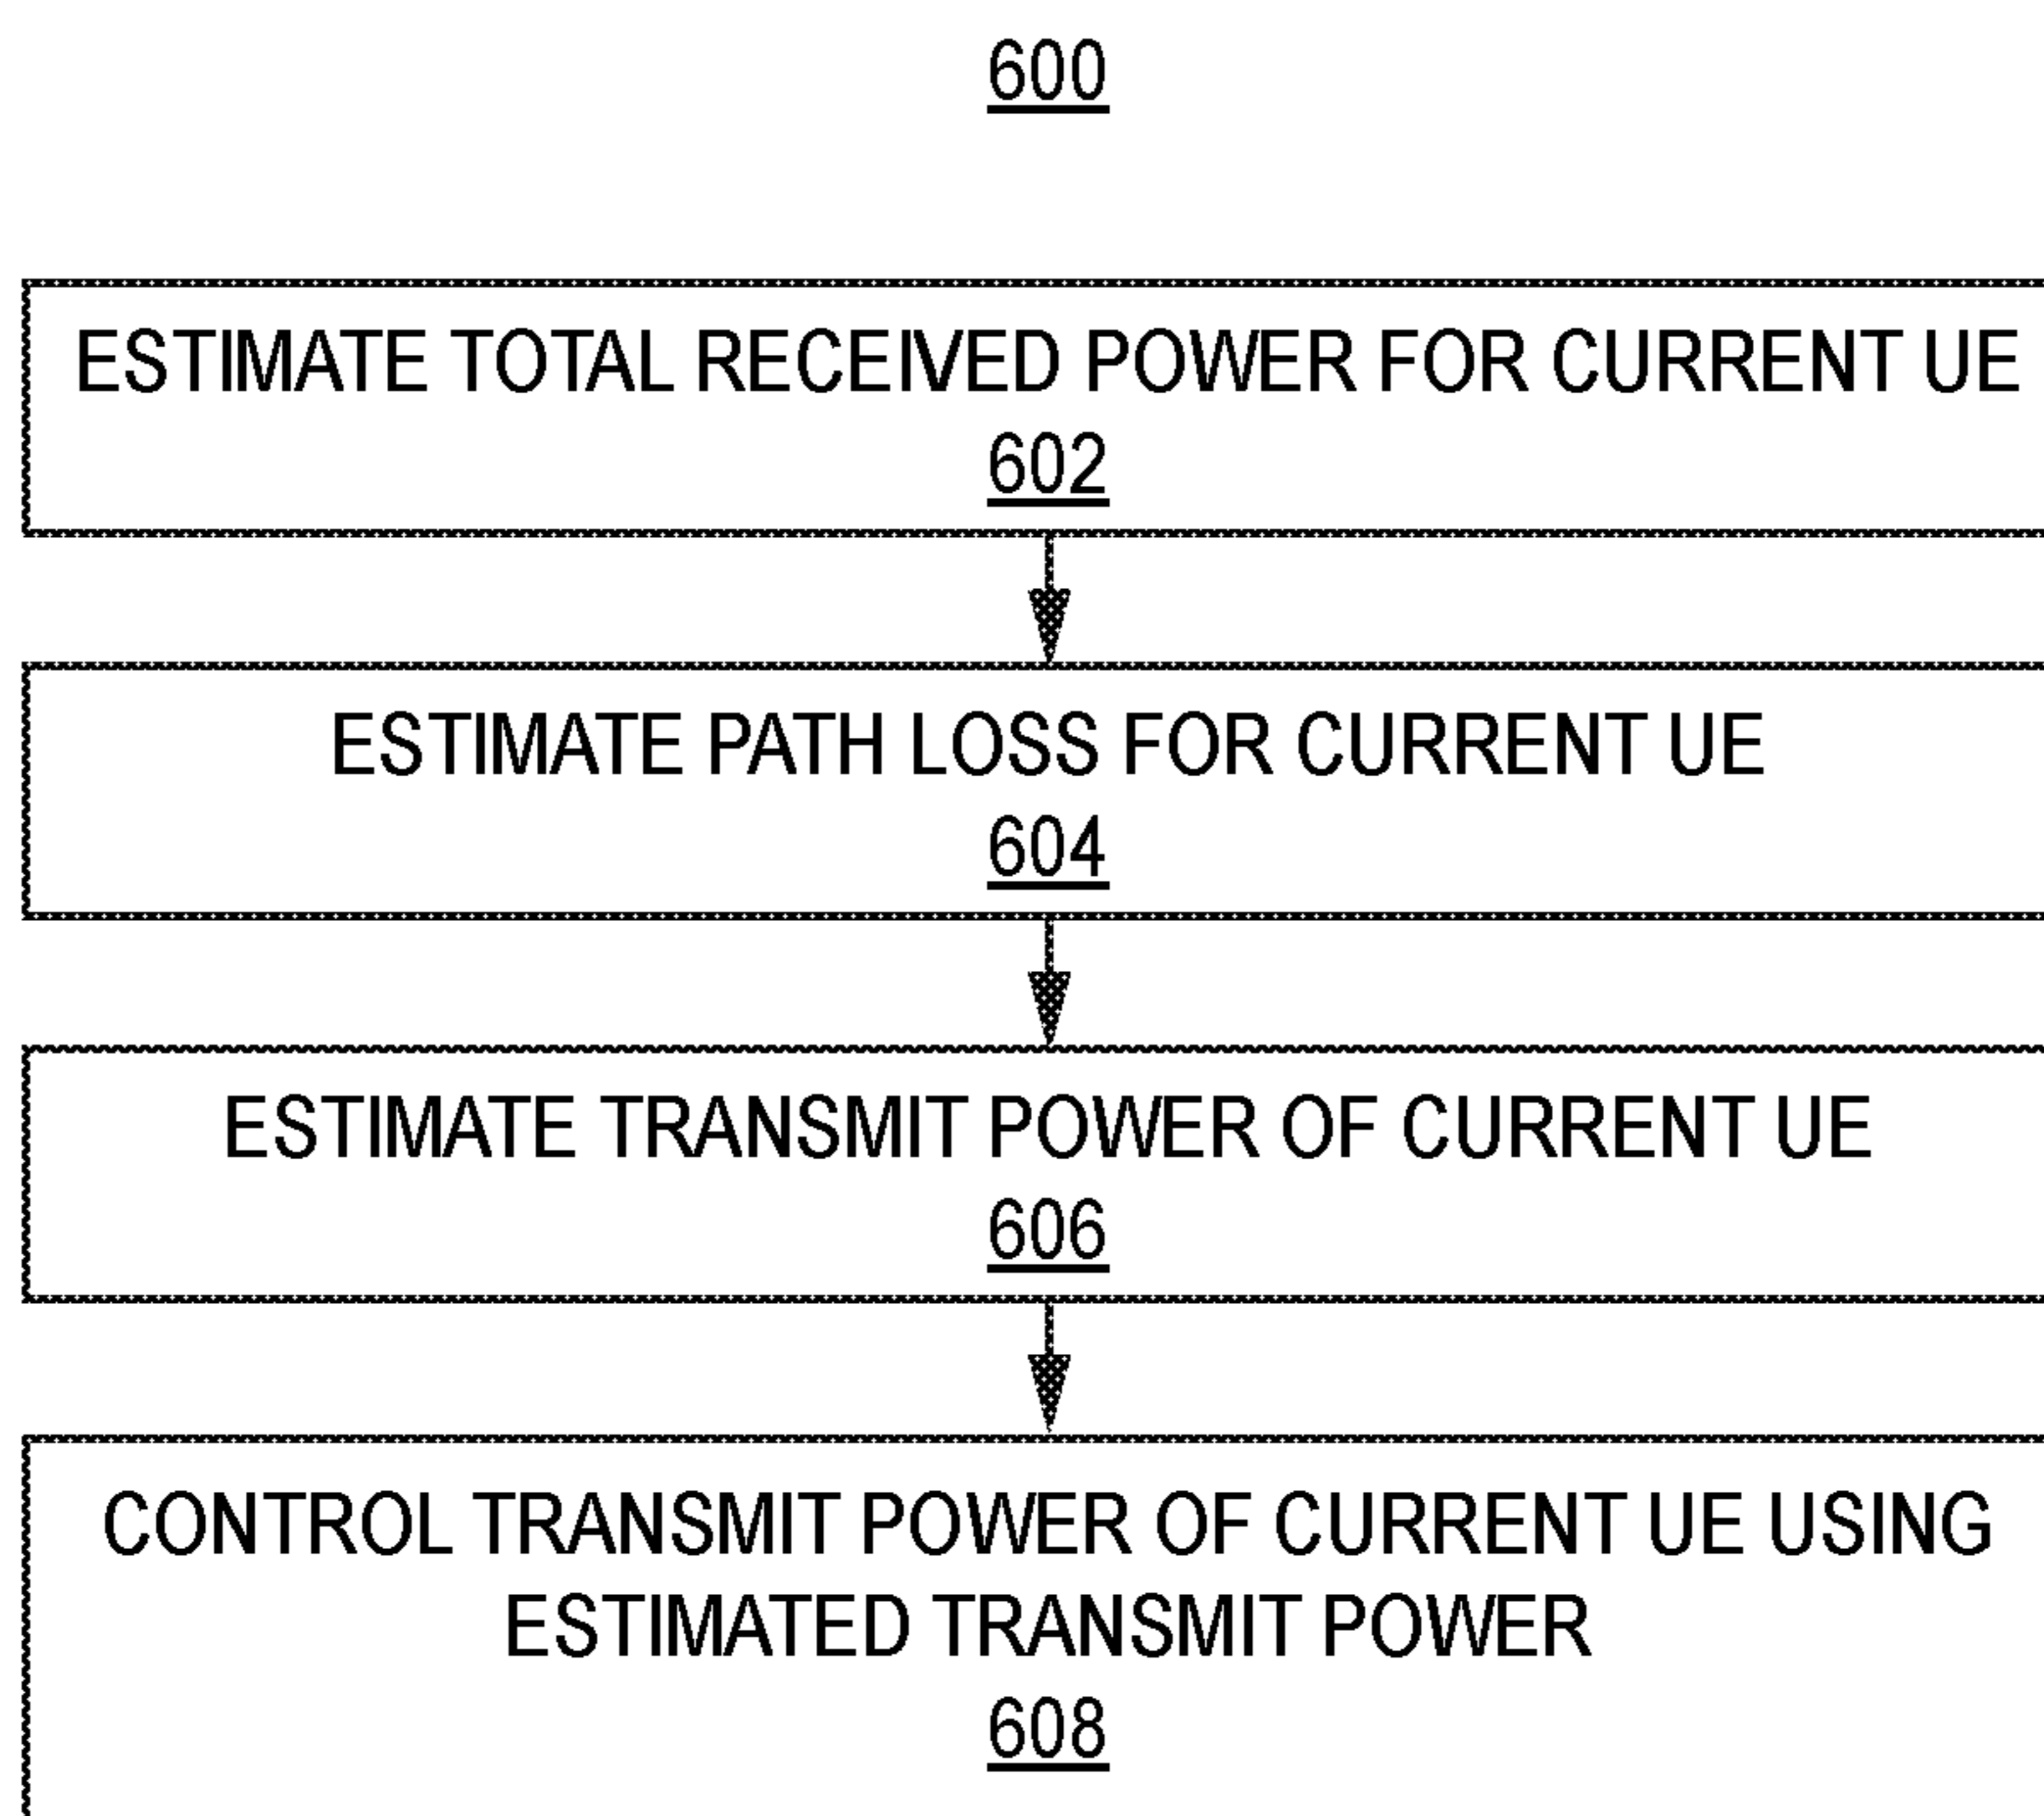 600
ESTIMATE TOTAL RECEIVED POWER FOR CURRENT UE
602
ESTIMATE PATH LOSS FOR CURRENT UE
604
ESTIMATE TRANSMIT POWER OF CURRENT UE
606
CONTROL TRANSMIT POWER OF CURRENT UE USING
ESTIMATED TRANSMIT POWER
608